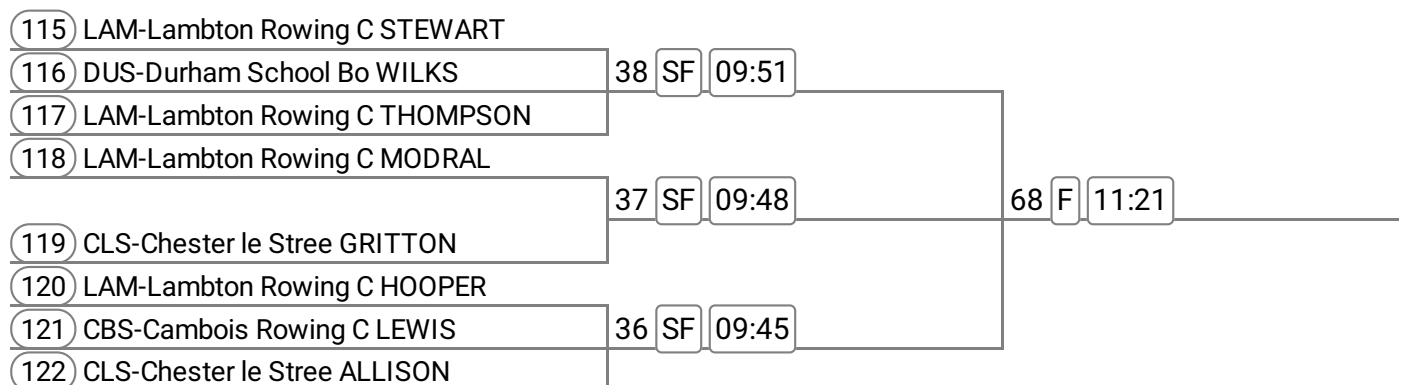 115 LAM-Lambton Rowing C STEWART
116 DUS-Durham School Bo WILKS
38 SF 09:51
117 LAM-Lambton Rowing C THOMPSON
118 LAM-Lambton Rowing C MODRAL
37 SF 09:48
68 F 11:21
119 CLS-Chester le Stree GRITTON
120 LAM-Lambton Rowing C HOOPER
121 CBS-Cambois Rowing C LEWIS
36 SF 09:45
122 CLS-Chester le Stree ALLISON